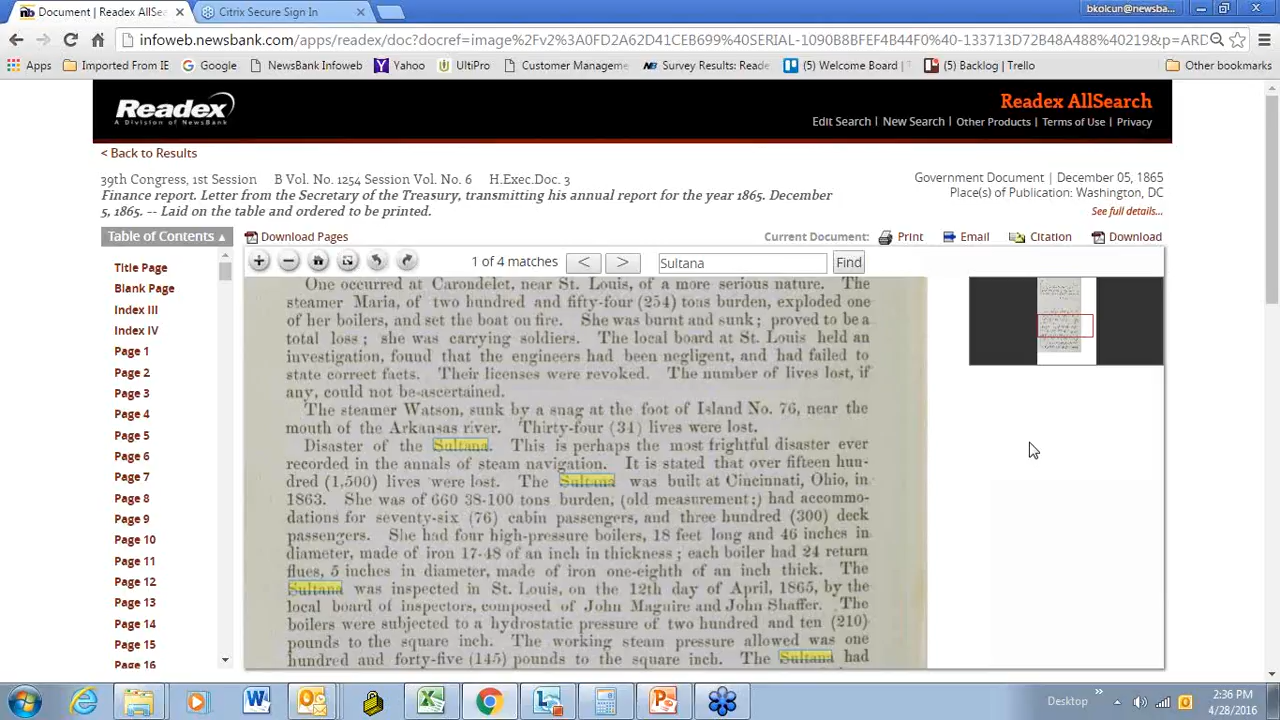 Document | Readex AllSea
Citrix Secure Sign In
bkolcun@newsba...
infoweb.newsbank.com/apps/readex/doc?docref=image%2Fv2%3A0FD2A62D41CEB699%40SERIAL-1090B8BFEF4B44F0%40-133713D72B48A488%40219&p=ARD
Apps Imported From IE Google NewsBank Infoweb Yahoo UltiPro Customer Manageme Survey Results: Reade (5) Welcome Board | (5) Backlog | Trello Other bookmarks
Readex
A Division of NewsBank
Readex AllSearch
Edit Search | New Search | Other Products | Terms of Use | Privacy
< Back to Results
39th Congress, 1st Session B Vol. No. 1254 Session Vol. No. 6 H.Exec.Doc. 3
Finance report. Letter from the Secretary of the Treasury, transmitting his annual report for the year 1865. December
5, 1865. -- Laid on the table and ordered to be printed.
Government Document | December 05, 1865
Place(s) of Publication: Washington, DC
See full details...
Table of Contents
Download Pages
Current Document: Print Email Citation Download
1 of 4 matches < > Sultana Find
Title Page
Blank Page
Index III
Index IV
Page 1
Page 2
Page 3
Page 4
Page 5
Page 6
Page 7
Page 8
Page 9
Page 10
Page 11
Page 12
Page 13
Page 14
Page 15
Page 16
One occurred at Carondelet, near St. Louis, of a more serious nature. The
steamer Maria, of two hundred and fifty-four (254) tons burden, exploded one
of her boilers, and set the boat on fire. She was burnt and sunk; proved to be a
total loss; she was carrying soldiers. The local board at St. Louis held an
investigation, found that the engineers had been negligent, and had failed to
state correct facts. Their licenses were revoked. The number of lives lost, if
any, could not be ascertained.
The steamer Watson, sunk by a snag at the foot of Island No. 76, near the
mouth of the Arkansas river. Thirty-four (34) lives were lost.
Disaster of the Sultana. This is perhaps the most frightful disaster ever
recorded in the annals of steam navigation. It is stated that over fifteen hun-
dred (1,500) lives were lost. The Sultana was built at Cincinnati, Ohio, in
1863. She was of 660 38-100 tons burden, (old measurement;) had accommo-
dations for seventy-six (76) cabin passengers, and three hundred (300) deck
passengers. She had four high-pressure boilers, 18 feet long and 46 inches in
diameter, made of iron 17-48 of an inch in thickness; each boiler had 24 return
flues, 5 inches in diameter, made of iron one-eighth of an inch thick. The
Sultana was inspected in St. Louis, on the 12th day of April, 1865, by the
local board of inspectors, composed of John Maguire and John Shaffer. The
boilers were subjected to a hydrostatic pressure of two hundred and ten (210)
pounds to the square inch. The working steam pressure allowed was one
hundred and forty-five (145) pounds to the square inch. The Sultana had
Desktop
2:36 PM
4/28/2016